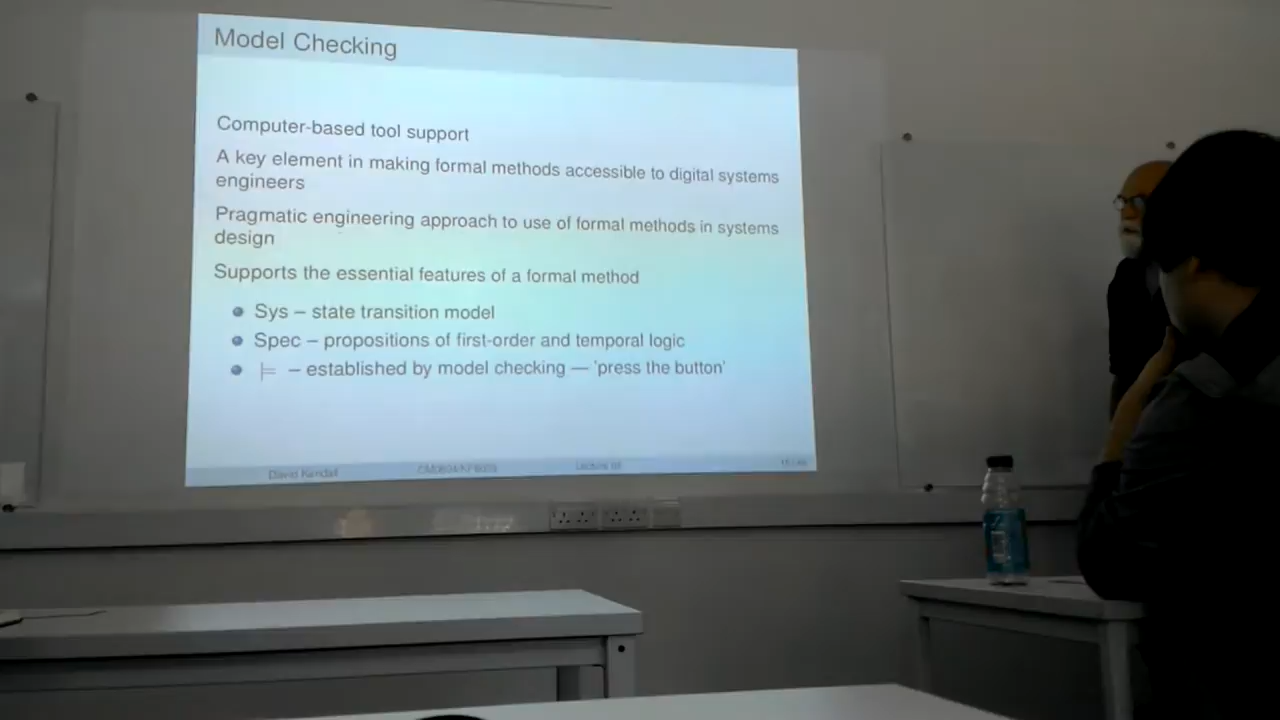 Model Checking
Computer-based tool support
A key element in making formal methods accessible to digital systems
engineers
Pragmatic engineering approach to use of formal methods in systems
design
Supports the essential features of a formal method
Sys – state transition model
Spec – propositions of first-order and temporal logic
⊨ – established by model checking — 'press the button'
David Kendall
Lecture